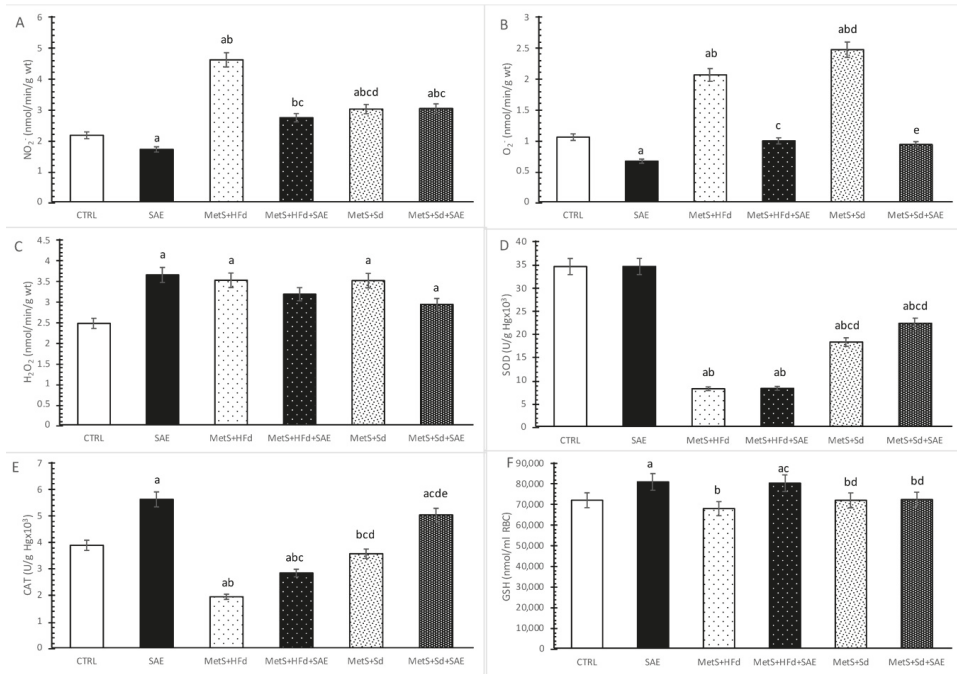 A
NO₂⁻ (nmol/min/g wt)
6
5
4
3
2
1
0
a
ab
bc
abcd
abc
CTRL SAE MetS+HFd MetS+HFd+SAE MetS+Sd MetS+Sd+SAE
B
O₂⁻ (nmol/min/g wt)
3
2.5
2
1.5
1
0.5
0
a
ab
c
abd
e
CTRL SAE MetS+HFd MetS+HFd+SAE MetS+Sd MetS+Sd+SAE
C
H₂O₂ (nmol/min/g wt)
4.5
4
3.5
3
2.5
2
1.5
1
0.5
0
a
a
a
a
CTRL SAE MetS+HFd MetS+HFd+SAE MetS+Sd MetS+Sd+SAE
D
SOD (U/g Hgx10³)
40
35
30
25
20
15
10
5
0
ab
ab
abcd
abcd
CTRL SAE MetS+HFd MetS+HFd+SAE MetS+Sd MetS+Sd+SAE
E
CAT (U/g Hgx10³)
7
6
5
4
3
2
1
0
a
ab
abc
bcd
acde
CTRL SAE MetS+HFd MetS+HFd+SAE MetS+Sd MetS+Sd+SAE
F
GSH (nmol/ml RBC)
90,000
80,000
70,000
60,000
50,000
40,000
30,000
20,000
10,000
0
a
b
ac
bd
bd
CTRL SAE MetS+HFd MetS+HFd+SAE MetS+Sd MetS+Sd+SAE